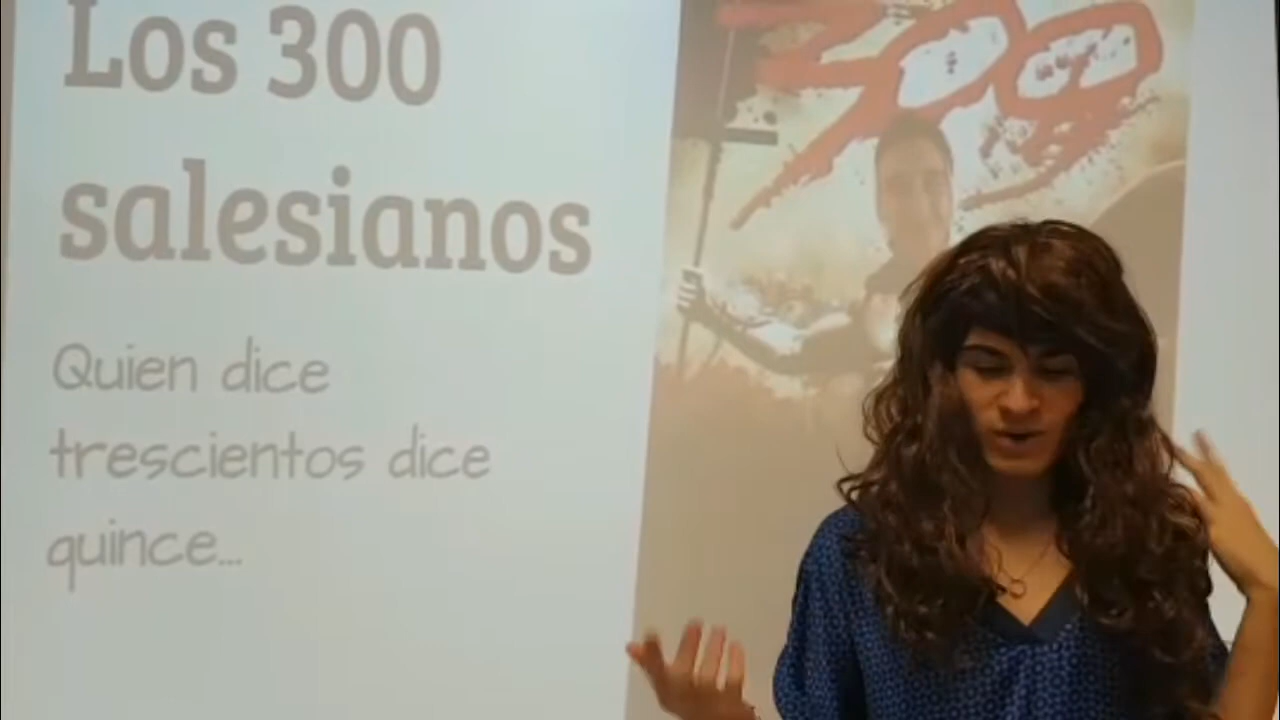 Los 300
salesianos
Quien dice
trescientos dice
quince...
300